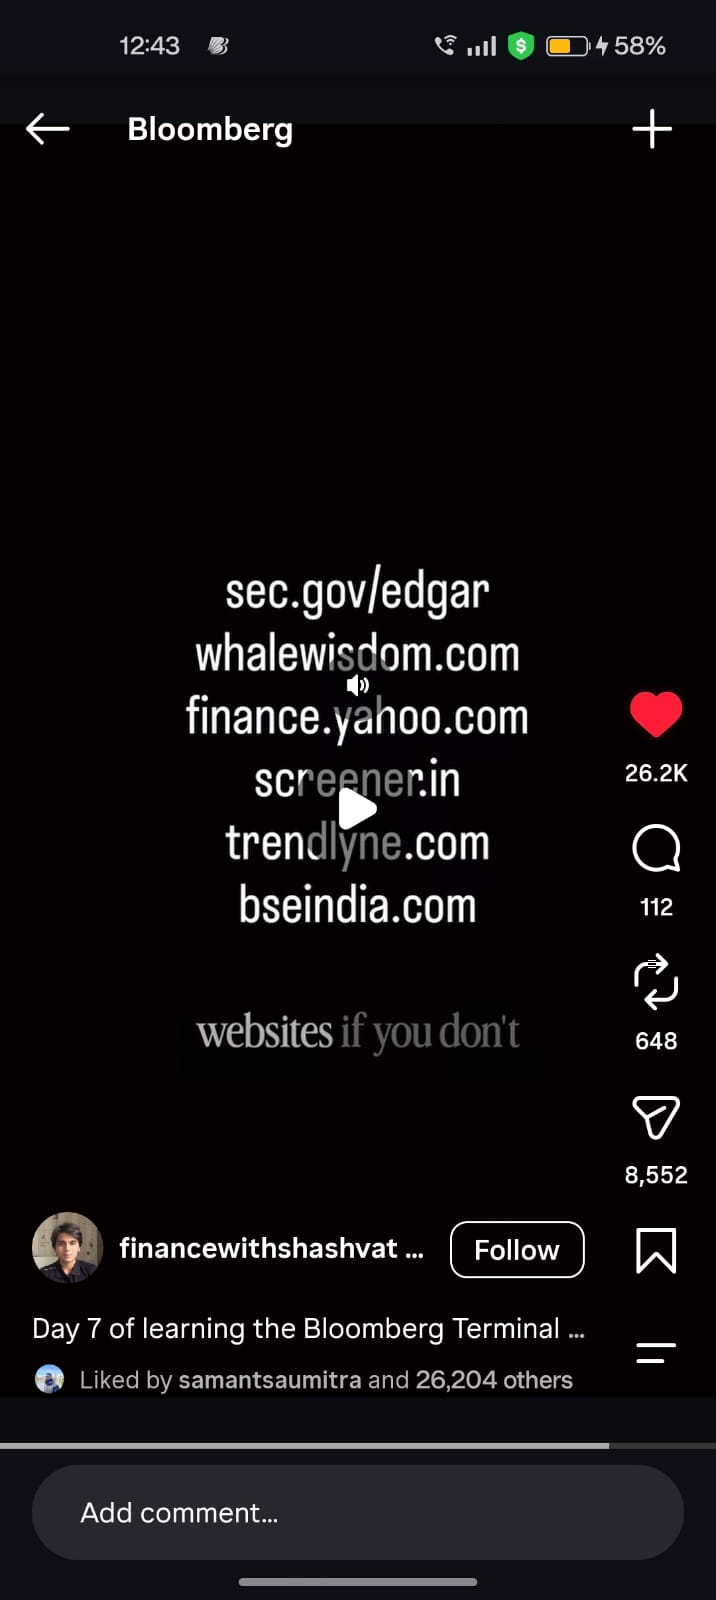 12:43
58%
Bloomberg
sec.gov/edgar
whalewisdom.com
finance.yahoo.com
screener.in
trendlyne.com
bseindia.com
websites if you don't
26.2K
112
648
8,552
financewithshashvat ...
Follow
Day 7 of learning the Bloomberg Terminal ...
Liked by samantsaumitra and 26,204 others
Add comment...